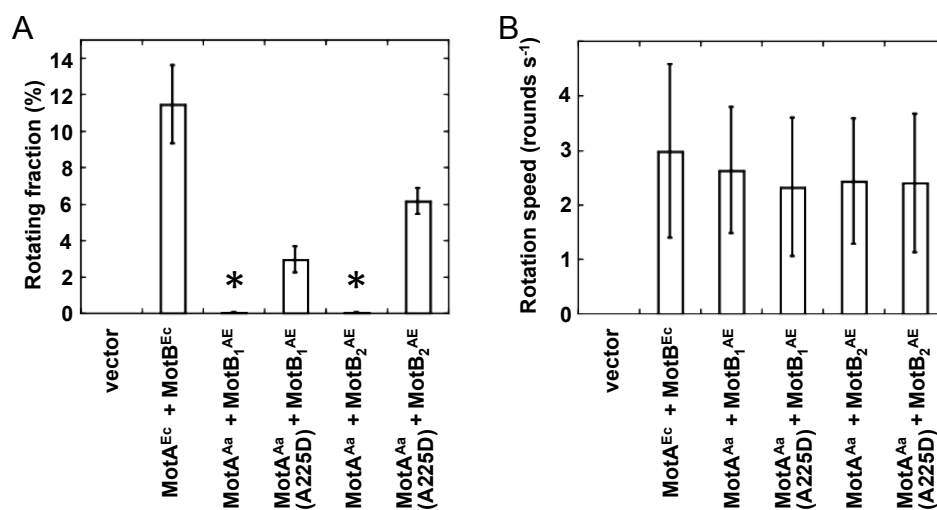 A
Rotating fraction (%)
14
12
10
8
6
4
2
0
*
*
vector
MotA^Ec + MotB^Ec
MotA^Aa + MotB₁^AE
MotA^Aa + MotB₁^AE
(A225D)
MotA^Aa + MotB₂^AE
MotA^Aa + MotB₂^AE
(A225D)
B
Rotation speed (rounds s⁻¹)
4
3
2
1
0
vector
MotA^Ec + MotB^Ec
MotA^Aa + MotB₁^AE
MotA^Aa + MotB₁^AE
(A225D)
MotA^Aa + MotB₂^AE
MotA^Aa + MotB₂^AE
(A225D)